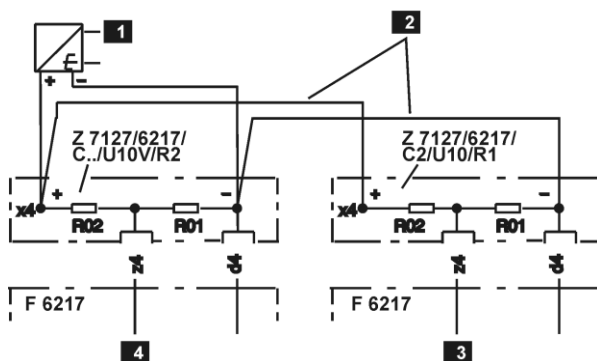 1
2
+ −
Z 7127/6217/
C../U10V/R2
Z 7127/6217/
C2/U10/R1
+ −
x4
R02 R01
z4 d4
+ −
x4
R02 R01
z4 d4
F 6217
F 6217
4
3